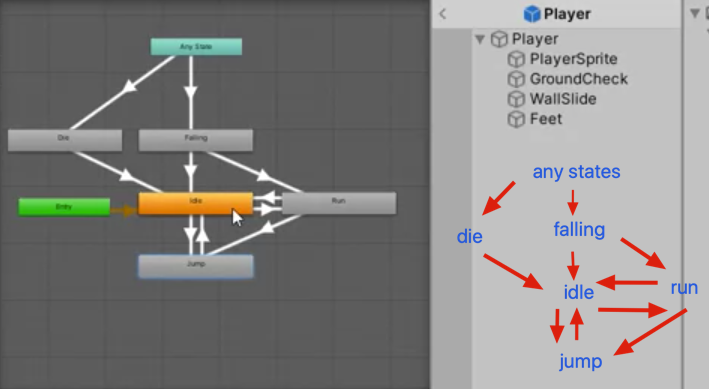 Any State
Die
Falling
Entry
Idle
Run
Jump
Player
Player
PlayerSprite
GroundCheck
WallSlide
Feet
any states
die
falling
idle
run
jump